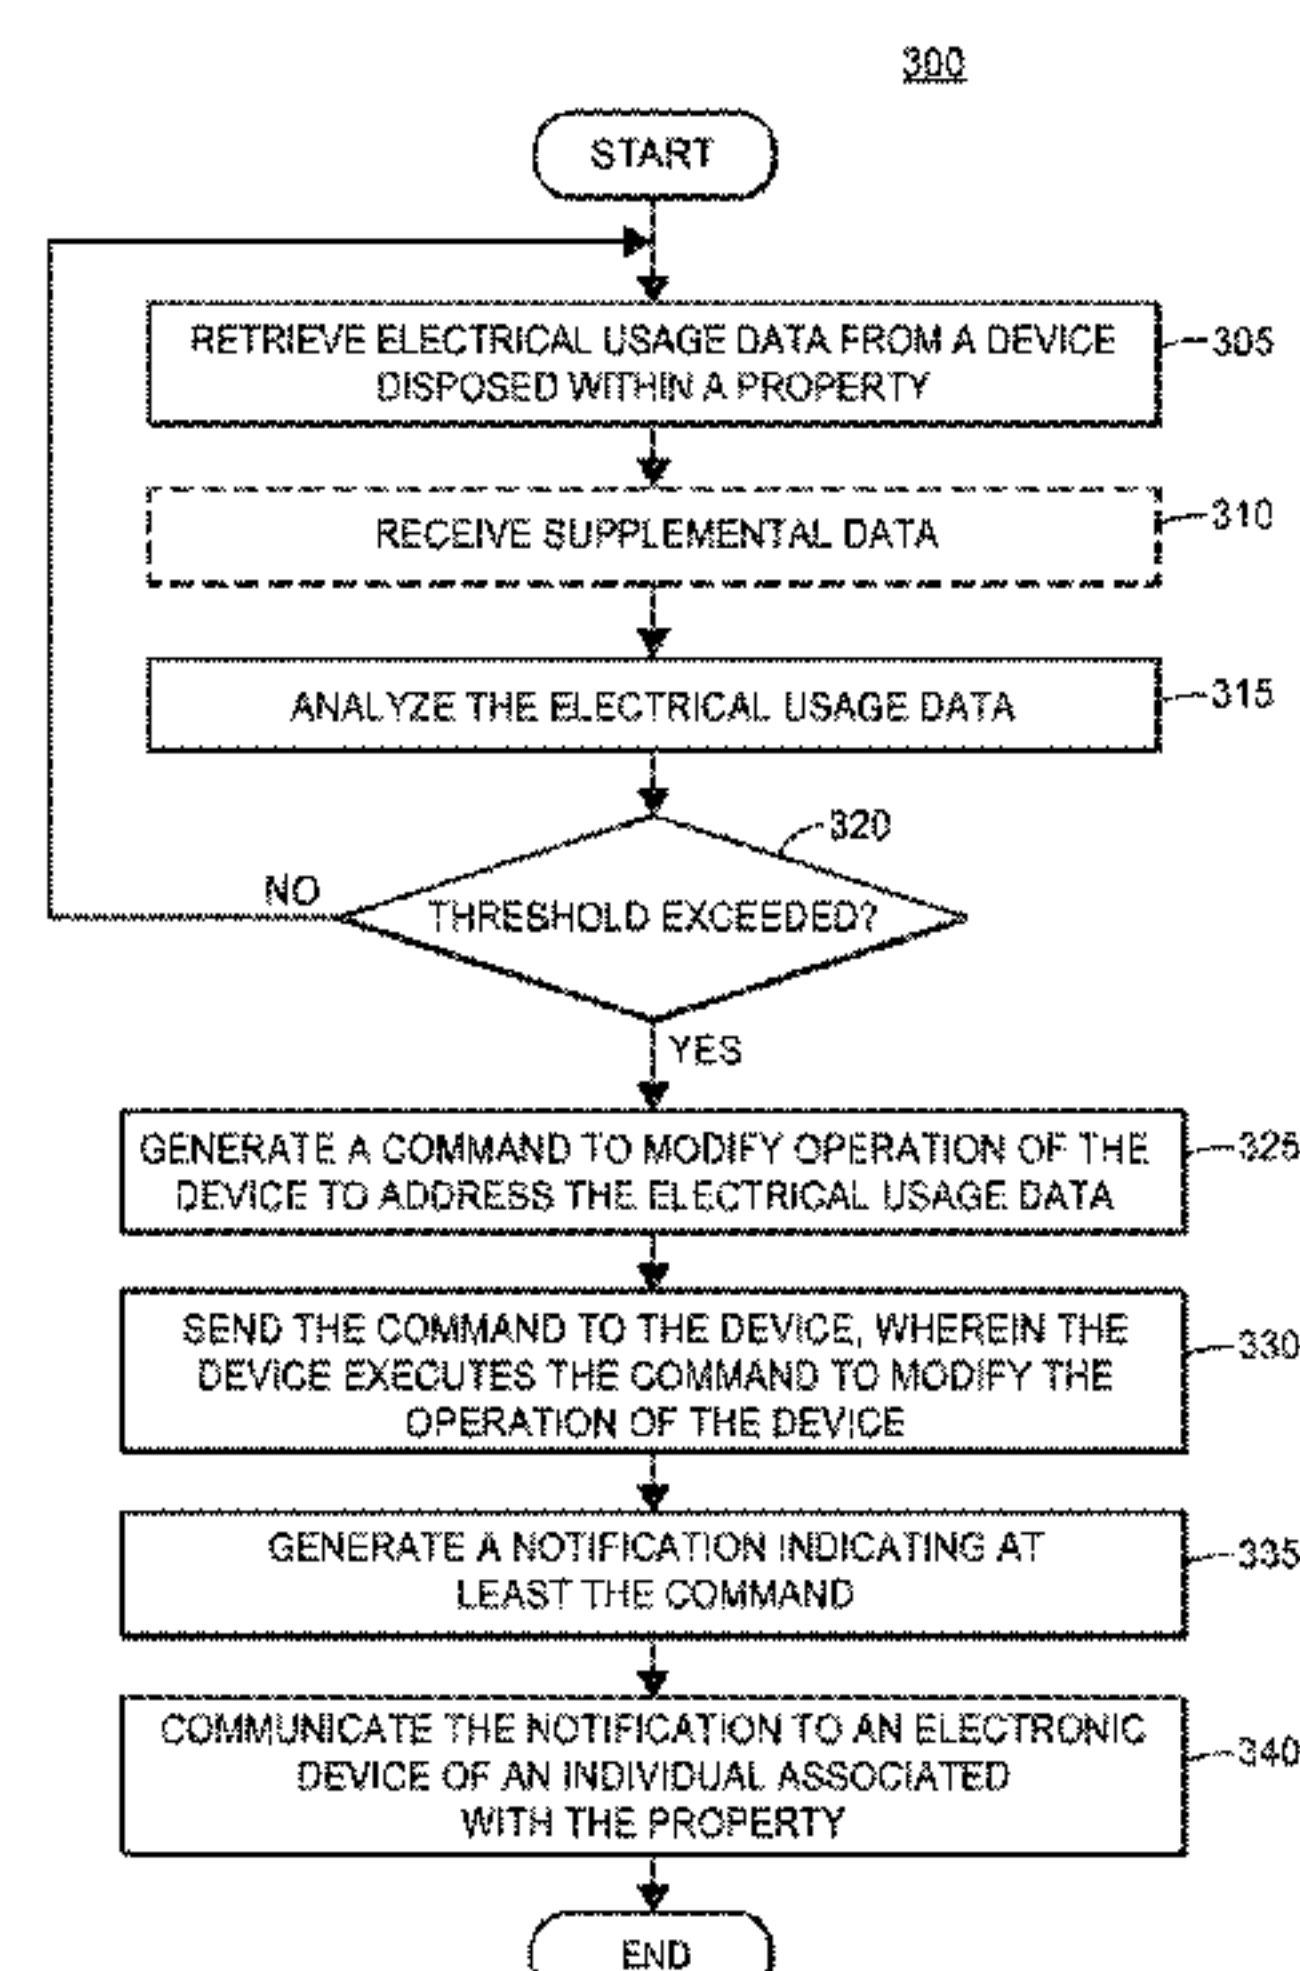 300
START
RETRIEVE ELECTRICAL USAGE DATA FROM A DEVICE
DISPOSED WITHIN A PROPERTY
305
RECEIVE SUPPLEMENTAL DATA
310
ANALYZE THE ELECTRICAL USAGE DATA
315
320
NO
THRESHOLD EXCEEDED?
YES
GENERATE A COMMAND TO MODIFY OPERATION OF THE
DEVICE TO ADDRESS THE ELECTRICAL USAGE DATA
325
SEND THE COMMAND TO THE DEVICE, WHEREIN THE
DEVICE EXECUTES THE COMMAND TO MODIFY THE
OPERATION OF THE DEVICE
330
GENERATE A NOTIFICATION INDICATING AT
LEAST THE COMMAND
335
COMMUNICATE THE NOTIFICATION TO AN ELECTRONIC
DEVICE OF AN INDIVIDUAL ASSOCIATED
WITH THE PROPERTY
340
END